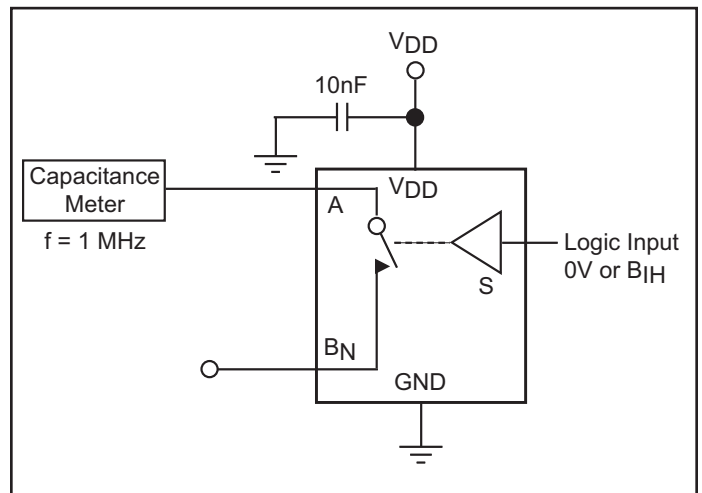 VDD
10nF
Capacitance
Meter
f = 1 MHz
VDD
A
Logic Input
0V or BIH
S
BN
GND